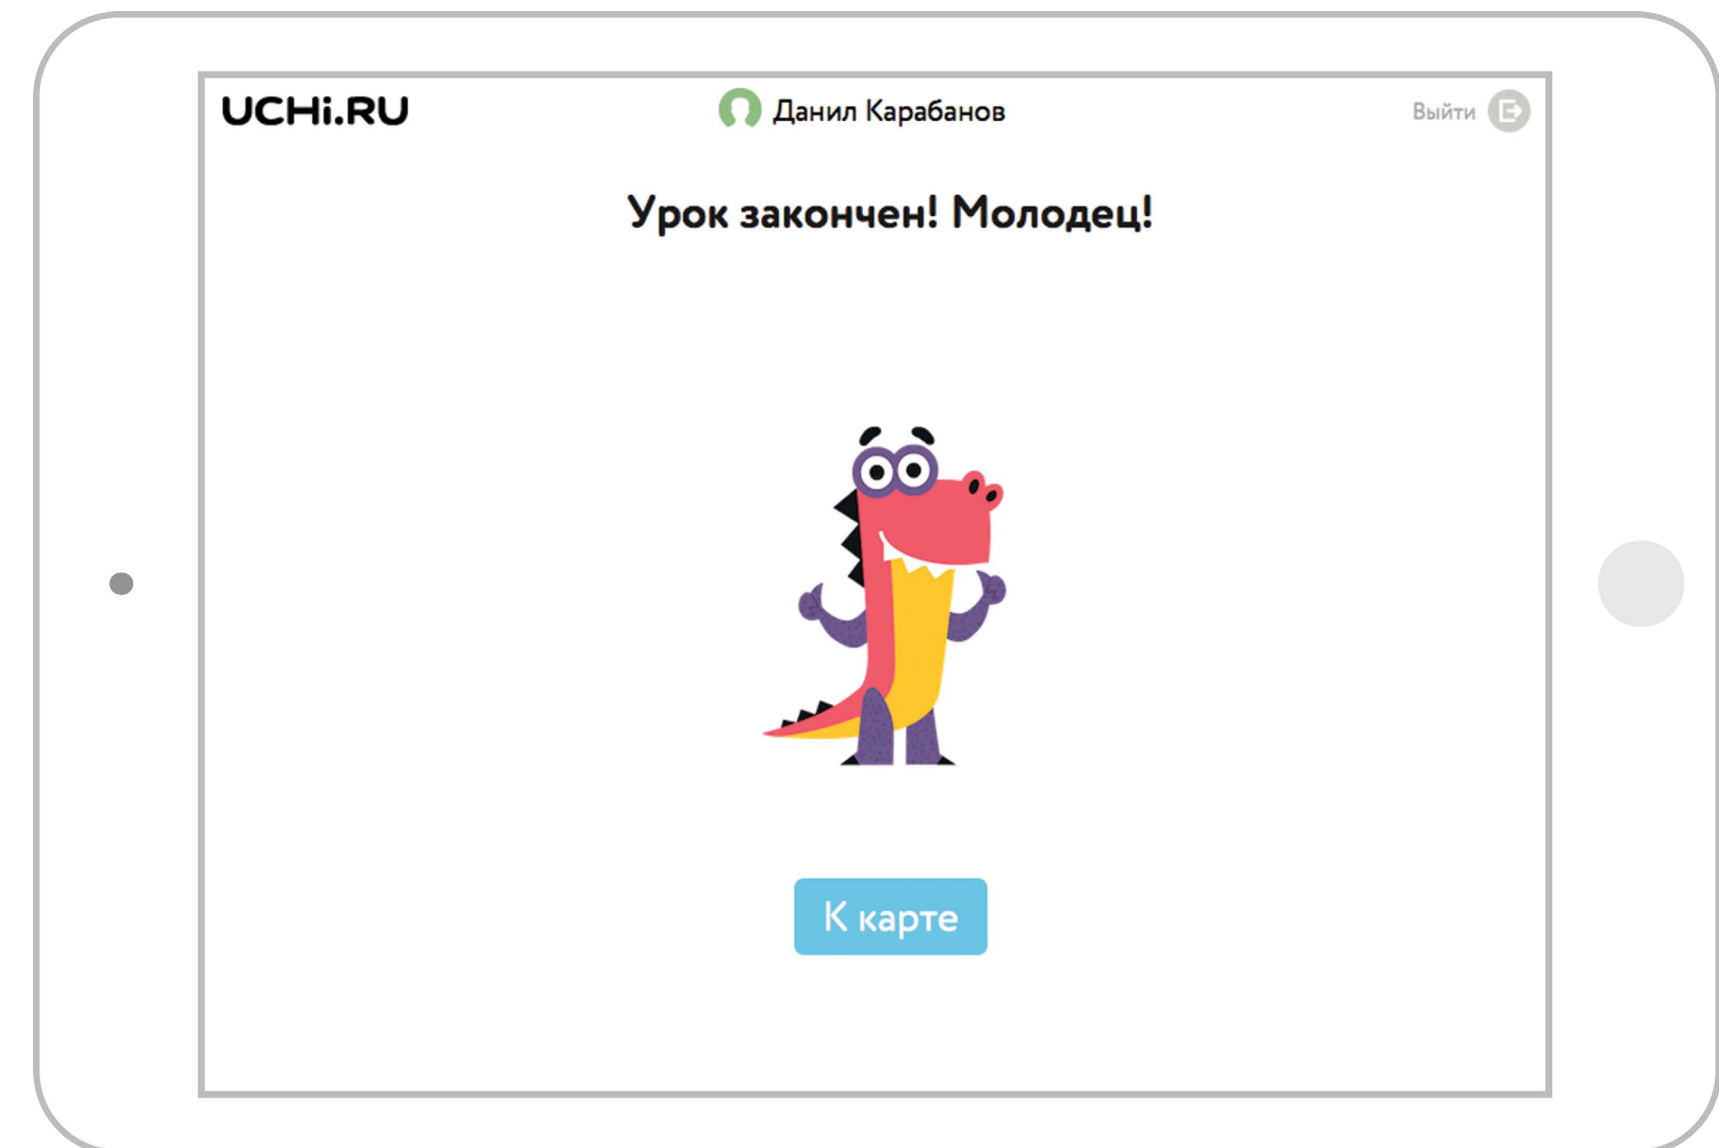 UCHi.RU
Данил Карабанов
Выйти
Урок закончен! Молодец!
К карте